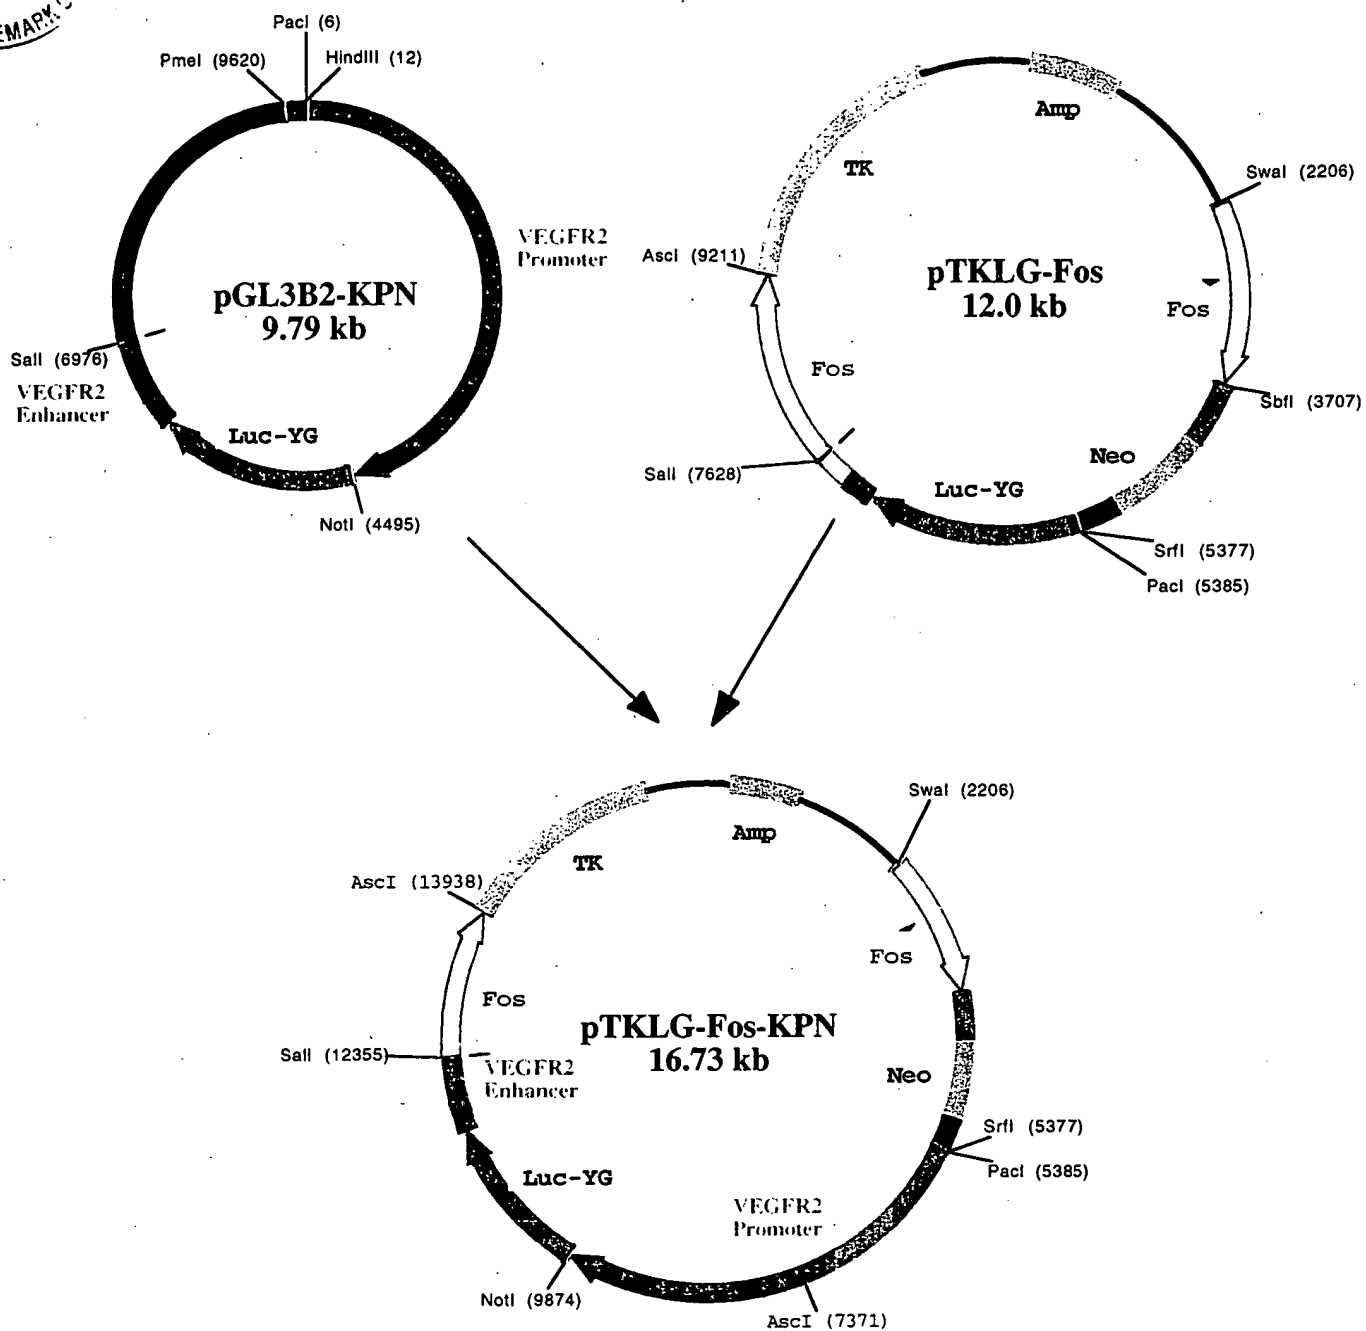 PacI (6)
PmeI (9620)
HindIII (12)
VEGFR2
Promoter
pGL3B2-KPN
9.79 kb
SalI (6976)
VEGFR2
Enhancer
Luc-YG
NotI (4495)
Amp
TK
SwaI (2206)
AscI (9211)
pTKLG-Fos
12.0 kb
Fos
Fos
SbfI (3707)
Neo
SalI (7628)
Luc-YG
SrfI (5377)
PacI (5385)
SwaI (2206)
Amp
TK
AscI (13938)
Fos
Fos
pTKLG-Fos-KPN
16.73 kb
SalI (12355)
VEGFR2
Enhancer
Neo
SrfI (5377)
PacI (5385)
Luc-YG
VEGFR2
Promoter
NotI (9874)
AscI (7371)